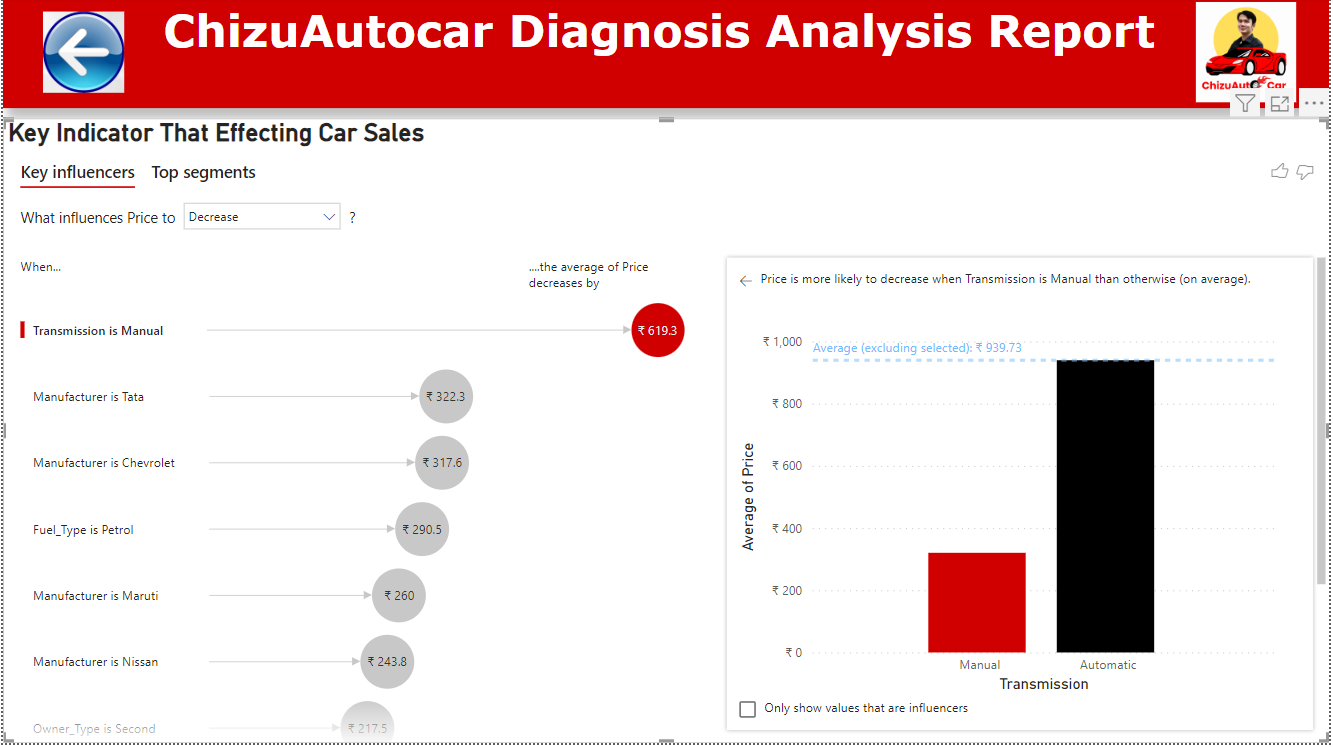 ChizuAutocar Diagnosis Analysis Report
ChizuAuto Car
Key Indicator That Effecting Car Sales
Key influencers Top segments
What influences Price to Decrease ?
When...
....the average of Price
decreases by
Transmission is Manual ₹ 619.3
Manufacturer is Tata ₹ 322.3
Manufacturer is Chevrolet ₹ 317.6
Fuel_Type is Petrol ₹ 290.5
Manufacturer is Maruti ₹ 260
Manufacturer is Nissan ₹ 243.8
Owner_Type is Second ₹ 217.5
Price is more likely to decrease when Transmission is Manual than otherwise (on average).
₹ 1,000
Average (excluding selected): ₹ 939.73
₹ 800
₹ 600
₹ 400
₹ 200
₹ 0
Average of Price
Manual Automatic
Transmission
Only show values that are influencers